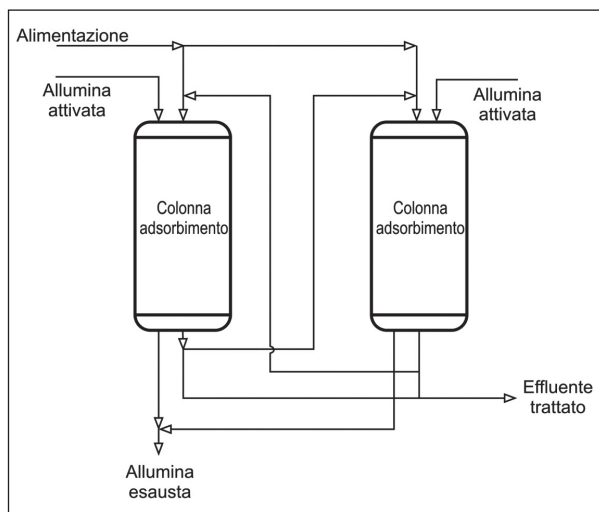 Alimentazione
Allumina
attivata
Allumina
attivata
Colonna
adsorbimento
Colonna
adsorbimento
Effluente
trattato
Allumina
esausta